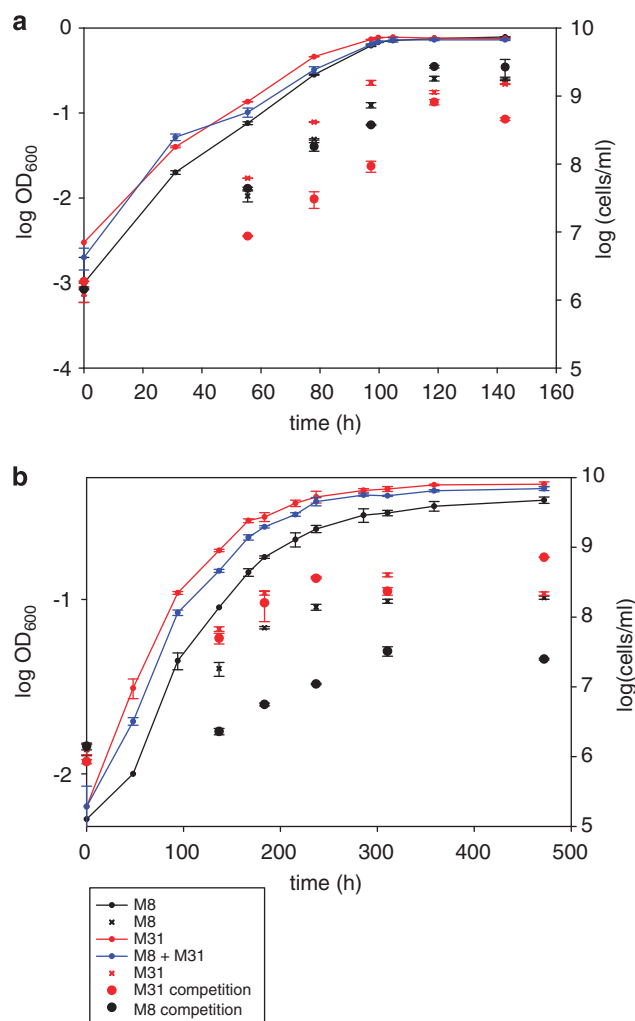 a
0
-1
-2
-3
-4
log OD600
10
9
8
7
6
5
log (cells/ml)
0 20 40 60 80 100 120 140 160
time (h)
b
-1
-2
log OD600
10
9
8
7
6
5
log(cells/ml)
0 100 200 300 400 500
time (h)
M8
M8
M31
M8 + M31
M31
M31 competition
M8 competition